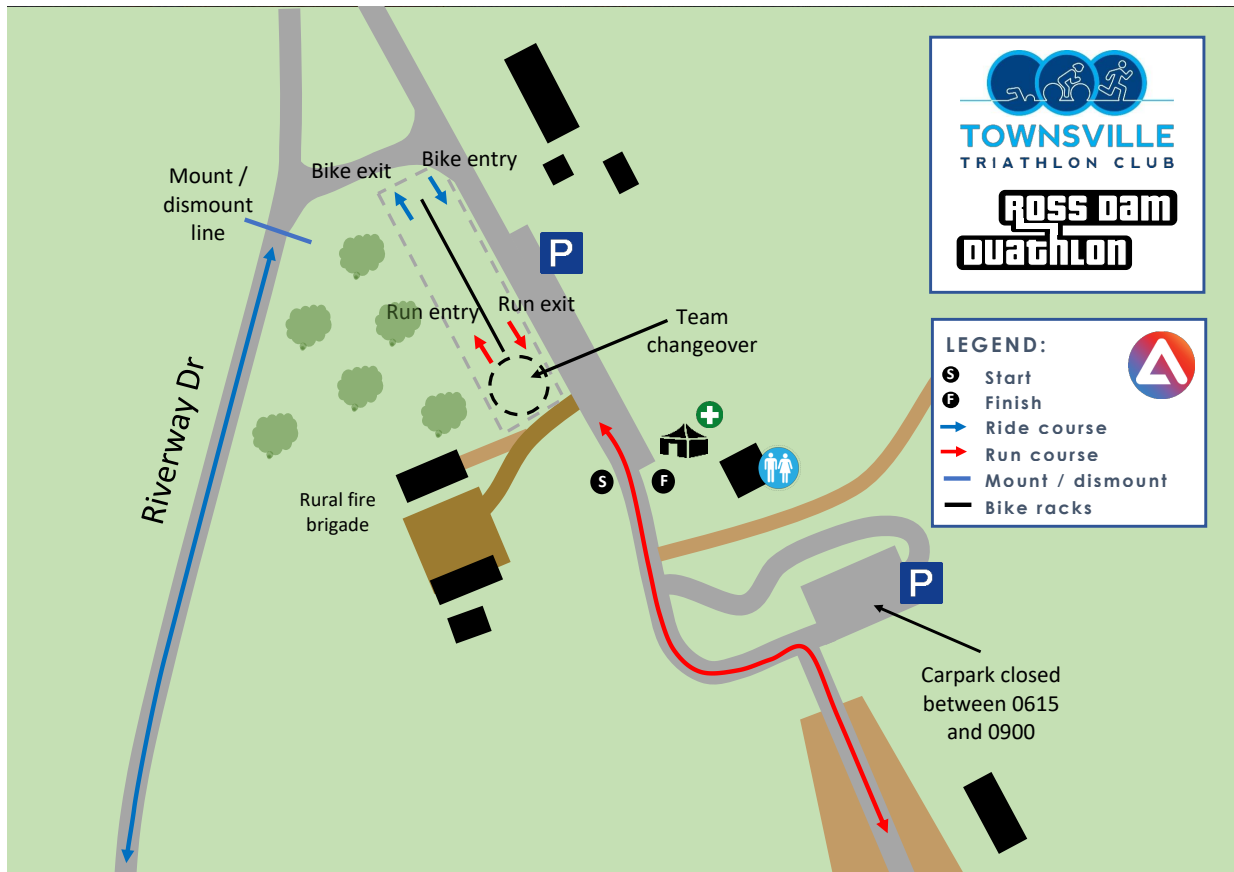 TOWNSVILLE
TRIATHLON CLUB
ROSS DAM
DUATHLON
Bike exit
Bike entry
Mount /
dismount
line
P
Run entry
Run exit
Team
changeover
LEGEND:
S Start
F Finish
Ride course
Run course
Mount / dismount
Bike racks
Riverway Dr
S
F
Rural fire
brigade
P
Carpark closed
between 0615
and 0900